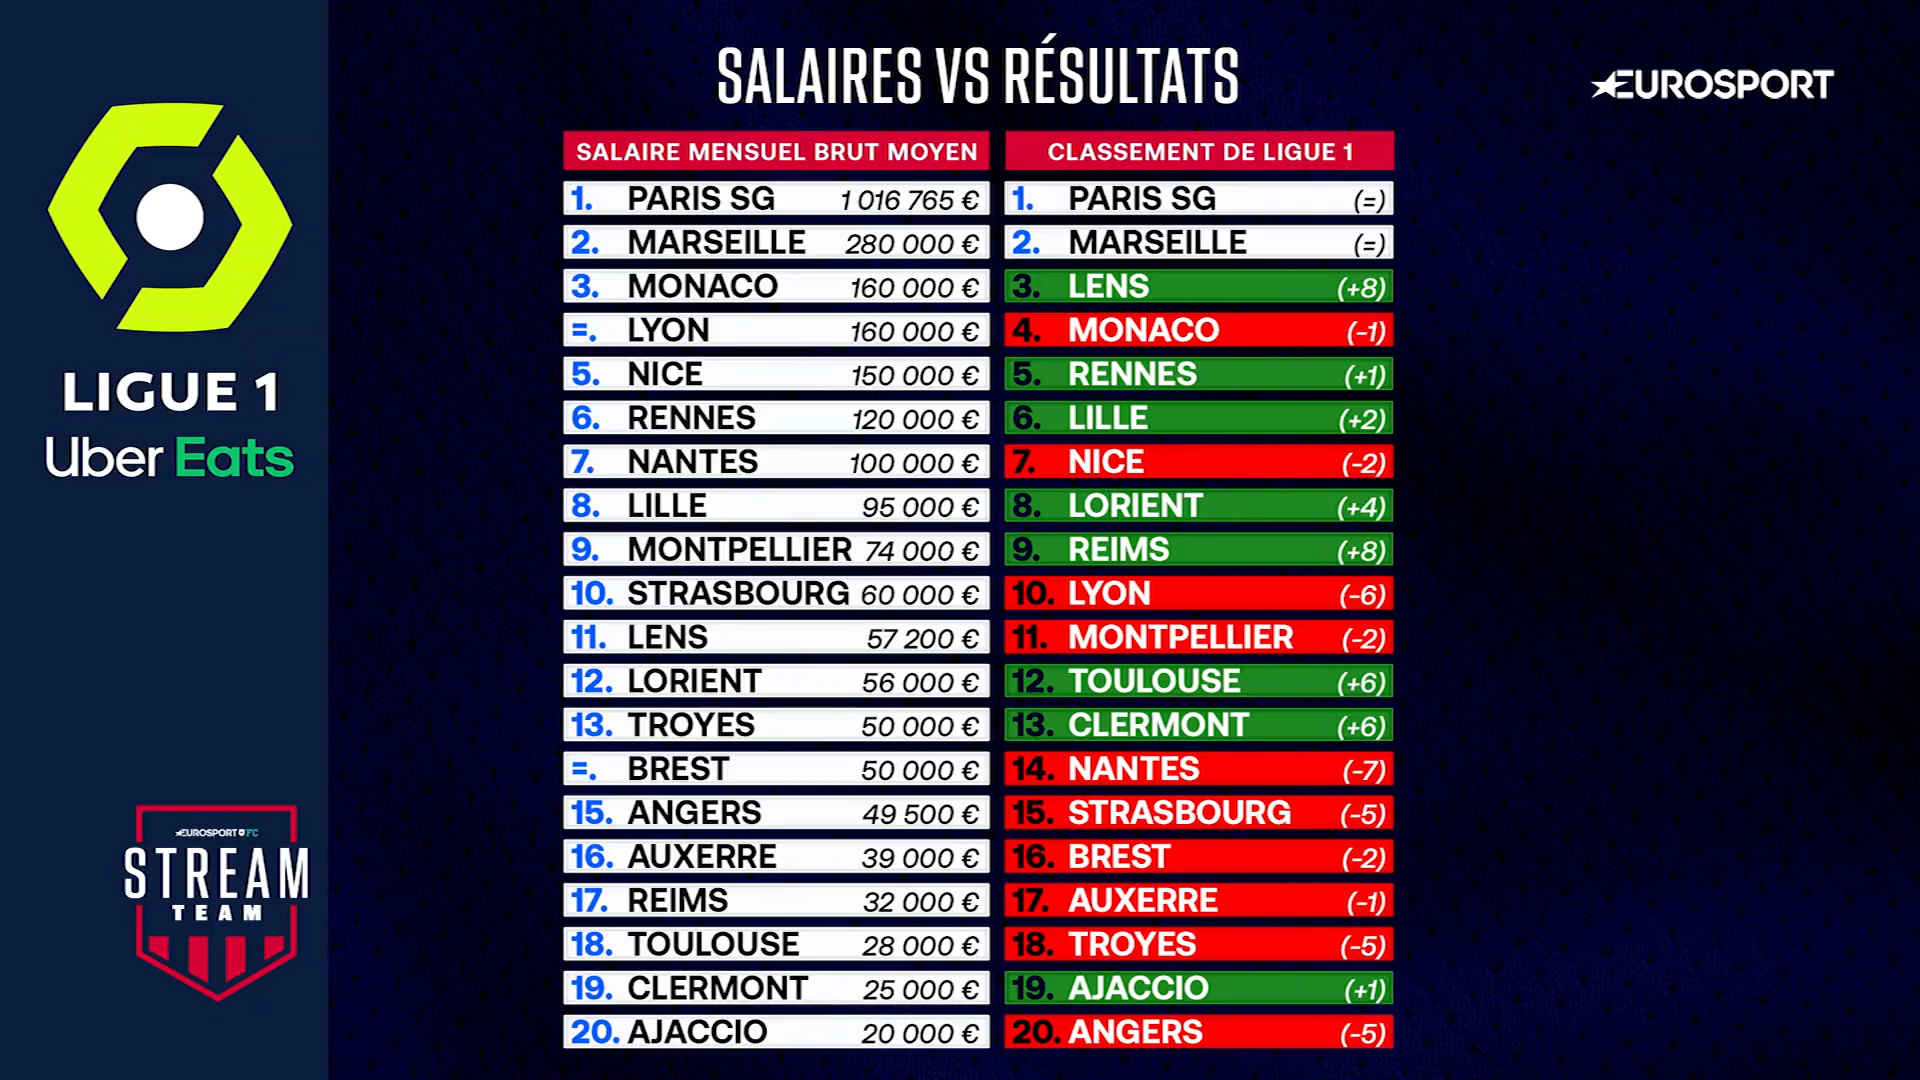 SALAIRES VS RÉSULTATS
EUROSPORT
LIGUE 1
Uber Eats
EUROSPORT FC
STREAM
TEAM
SALAIRE MENSUEL BRUT MOYEN
1. PARIS SG 1 016 765 €
2. MARSEILLE 280 000 €
3. MONACO 160 000 €
=. LYON 160 000 €
5. NICE 150 000 €
6. RENNES 120 000 €
7. NANTES 100 000 €
8. LILLE 95 000 €
9. MONTPELLIER 74 000 €
10. STRASBOURG 60 000 €
11. LENS 57 200 €
12. LORIENT 56 000 €
13. TROYES 50 000 €
=. BREST 50 000 €
15. ANGERS 49 500 €
16. AUXERRE 39 000 €
17. REIMS 32 000 €
18. TOULOUSE 28 000 €
19. CLERMONT 25 000 €
20. AJACCIO 20 000 €
CLASSEMENT DE LIGUE 1
1. PARIS SG (=)
2. MARSEILLE (=)
3. LENS (+8)
4. MONACO (-1)
5. RENNES (+1)
6. LILLE (+2)
7. NICE (-2)
8. LORIENT (+4)
9. REIMS (+8)
10. LYON (-6)
11. MONTPELLIER (-2)
12. TOULOUSE (+6)
13. CLERMONT (+6)
14. NANTES (-7)
15. STRASBOURG (-5)
16. BREST (-2)
17. AUXERRE (-1)
18. TROYES (-5)
19. AJACCIO (+1)
20. ANGERS (-5)